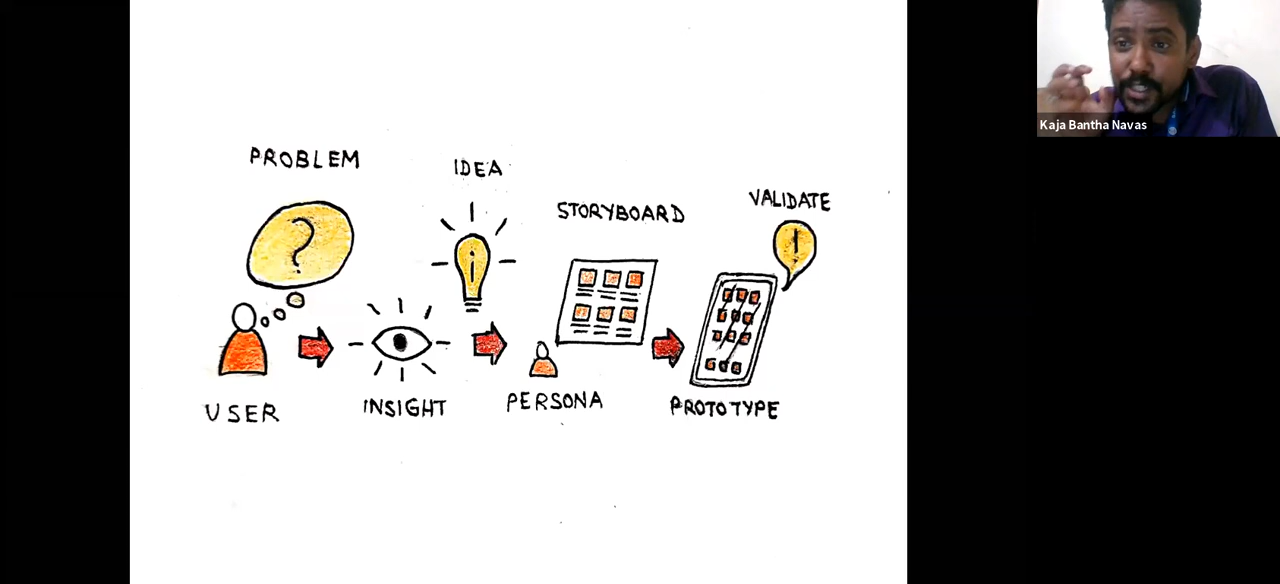 PROBLEM
IDEA
STORYBOARD
VALIDATE
USER
INSIGHT
PERSONA
PROTOTYPE
Kaja Bantha Navas